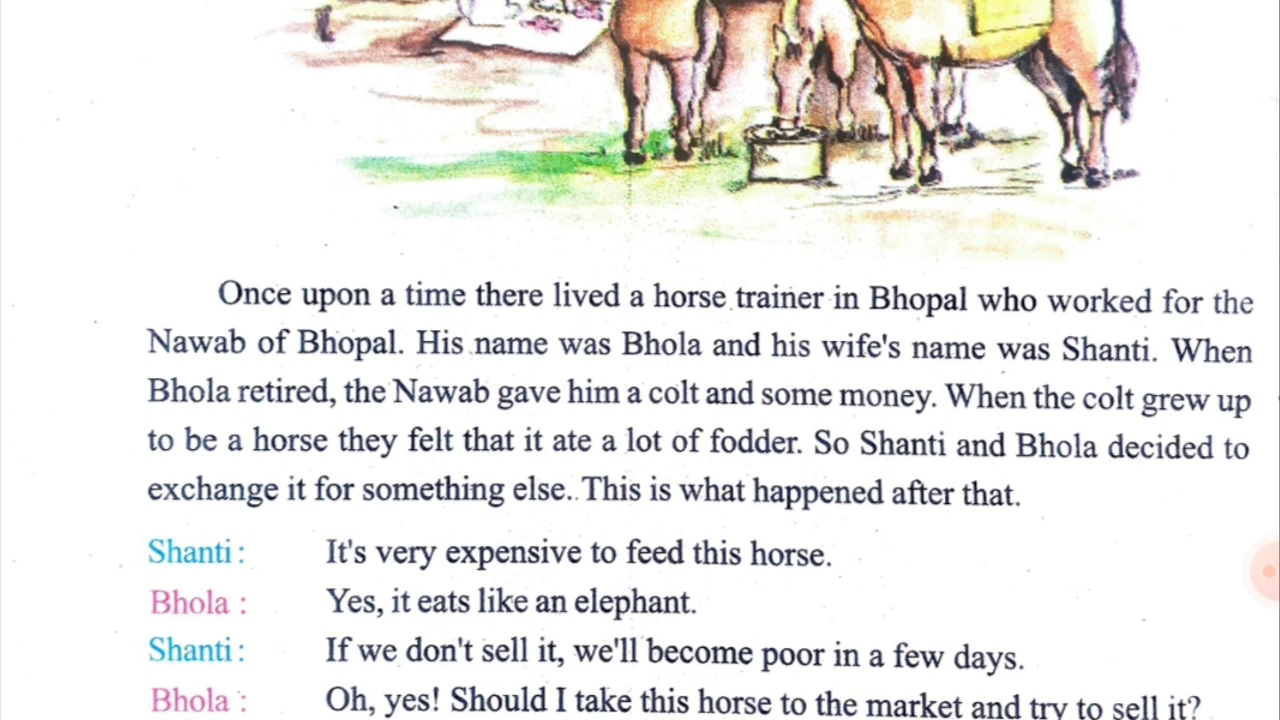 Once upon a time there lived a horse trainer in Bhopal who worked for the
Nawab of Bhopal. His name was Bhola and his wife's name was Shanti. When
Bhola retired, the Nawab gave him a colt and some money. When the colt grew up
to be a horse they felt that it ate a lot of fodder. So Shanti and Bhola decided to
exchange it for something else. This is what happened after that.
Shanti : It's very expensive to feed this horse.
Bhola : Yes, it eats like an elephant.
Shanti : If we don't sell it, we'll become poor in a few days.
Bhola : Oh, yes! Should I take this horse to the market and try to sell it?